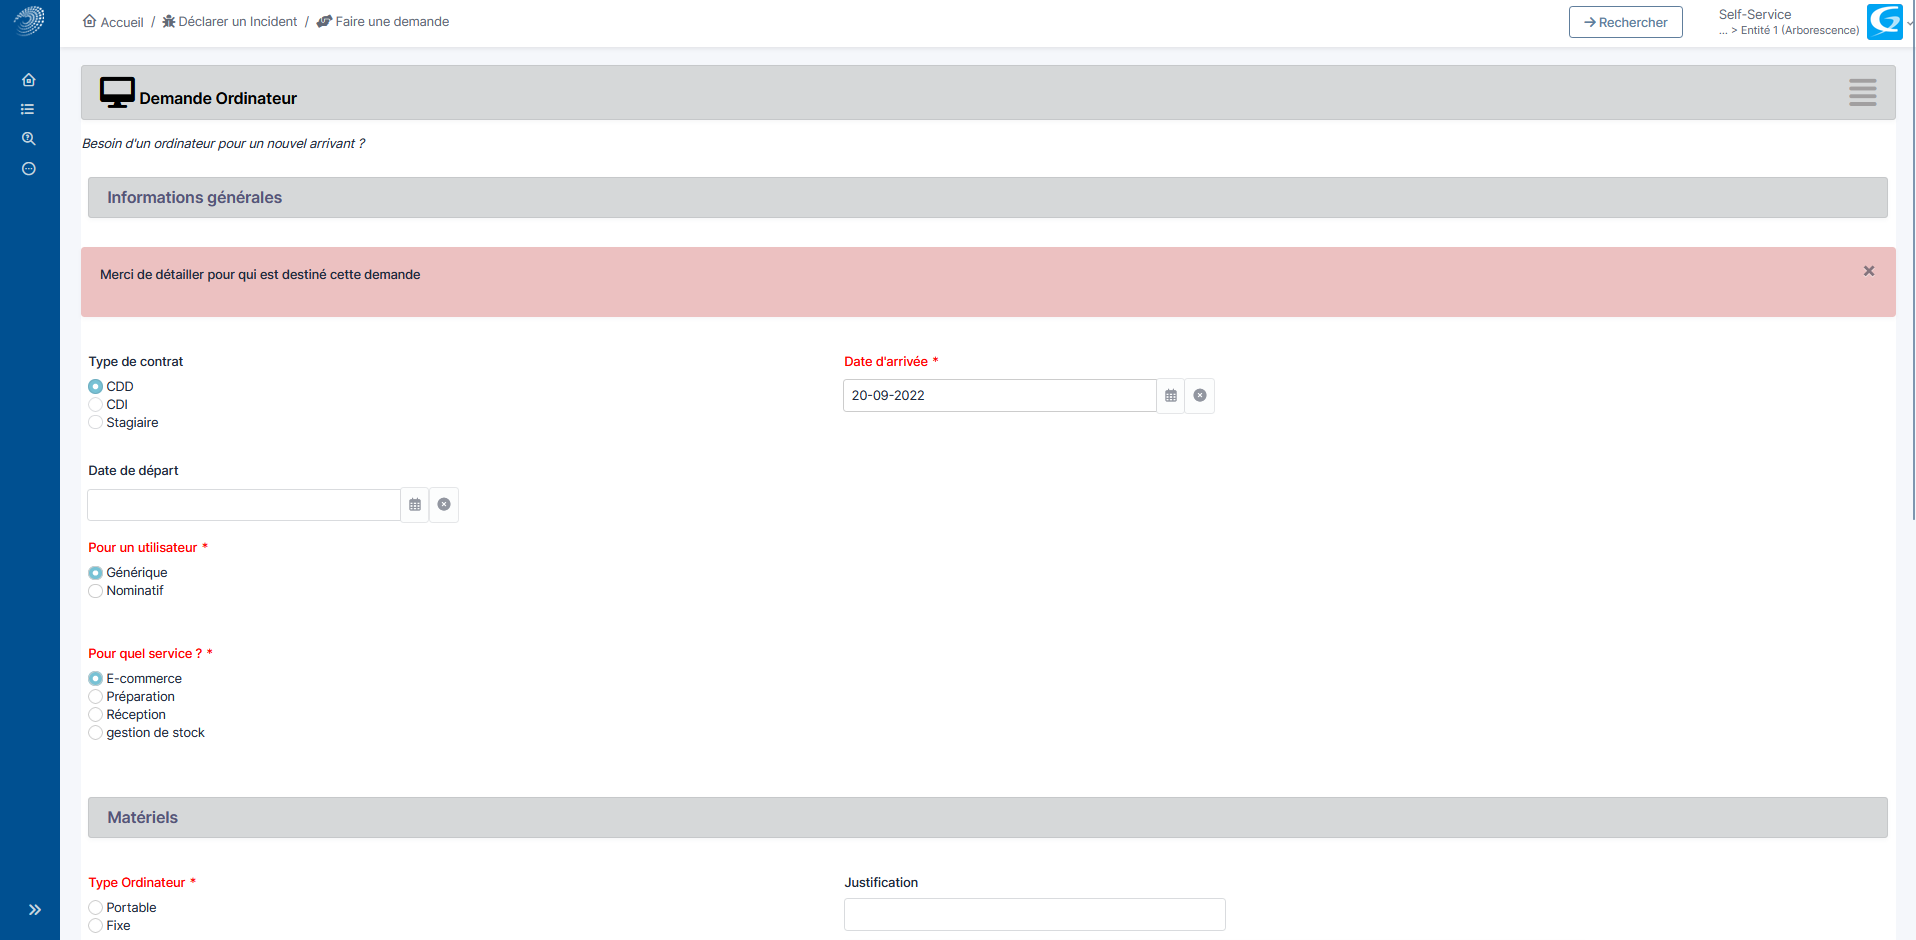 Accueil / Déclarer un Incident / Faire une demande
Rechercher
Self-Service
... > Entité 1 (Arborescence)
Demande Ordinateur
Besoin d'un ordinateur pour un nouvel arrivant ?
Informations générales
Merci de détailler pour qui est destiné cette demande
Type de contrat
CDD
CDI
Stagiaire
Date d'arrivée *
20-09-2022
Date de départ
Pour un utilisateur *
Générique
Nominatif
Pour quel service ? *
E-commerce
Préparation
Réception
gestion de stock
Matériels
Type Ordinateur *
Portable
Fixe
Justification